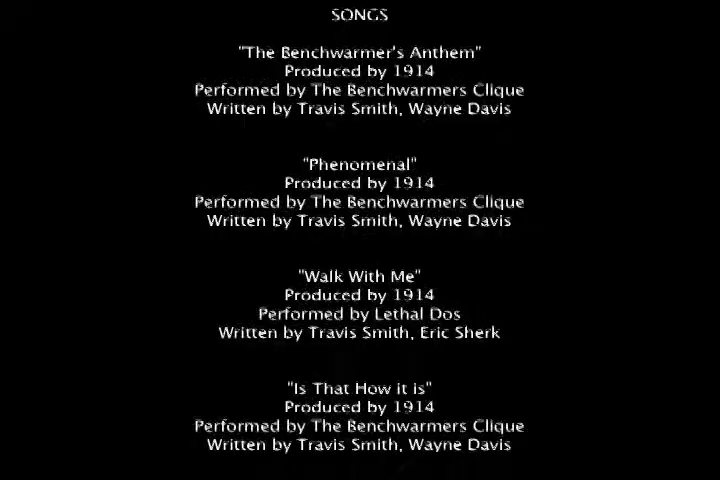 SONGS
"The Benchwarmer's Anthem"
Produced by 1914
Performed by The Benchwarmers Clique
Written by Travis Smith, Wayne Davis
"Phenomenal"
Produced by 1914
Performed by The Benchwarmers Clique
Written by Travis Smith, Wayne Davis
"Walk With Me"
Produced by 1914
Performed by Lethal Dos
Written by Travis Smith, Eric Sherk
"Is That How it is"
Produced by 1914
Performed by The Benchwarmers Clique
Written by Travis Smith, Wayne Davis